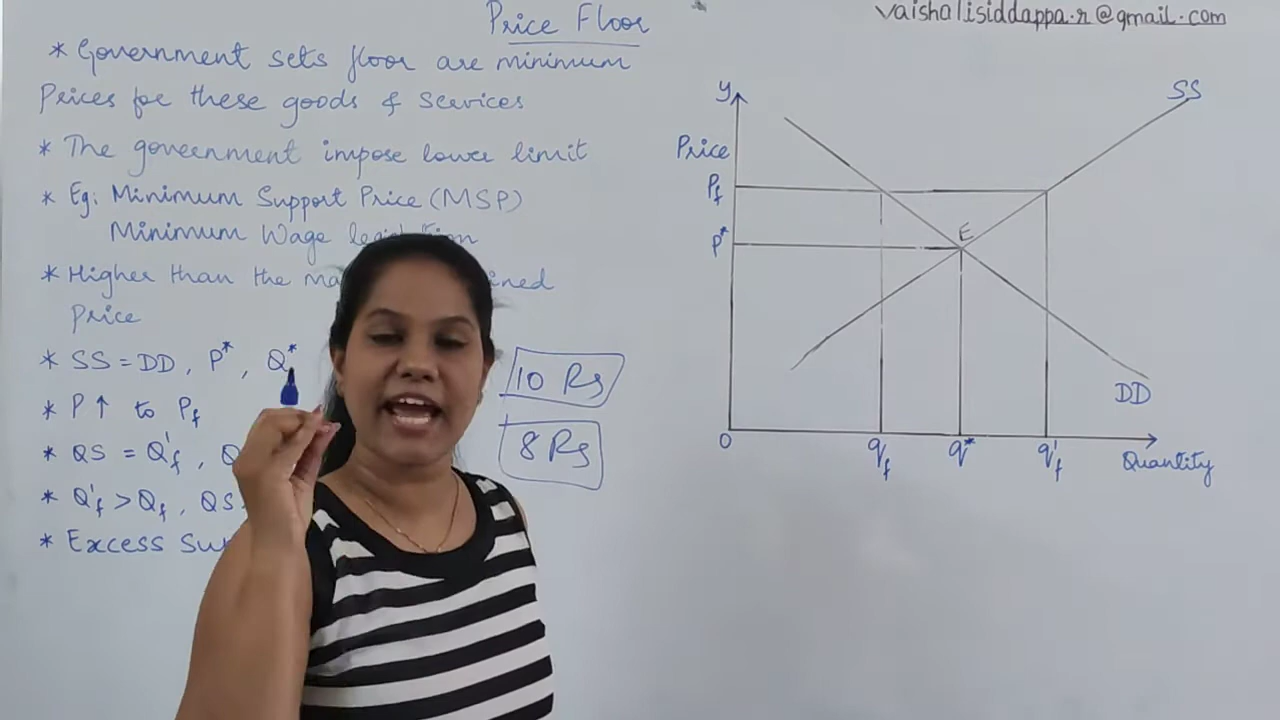 Price Floor
vaishalisiddappa.r@gmail.com
* Government sets floor are minimum
Prices for these goods & services
* The government impose lower limit
* Eg: Minimum Support Price (MSP)
Minimum Wage
* Higher than the
Price
* SS = DD, P*, Q*
* P ↑ to Pf
* QS = Q'f, Q
* Q'f > Qf, QS
* Excess
10 Rs
8 Rs
y
SS
Price
Pf
P*
E
DD
0
qf
q*
q'f
Quantity